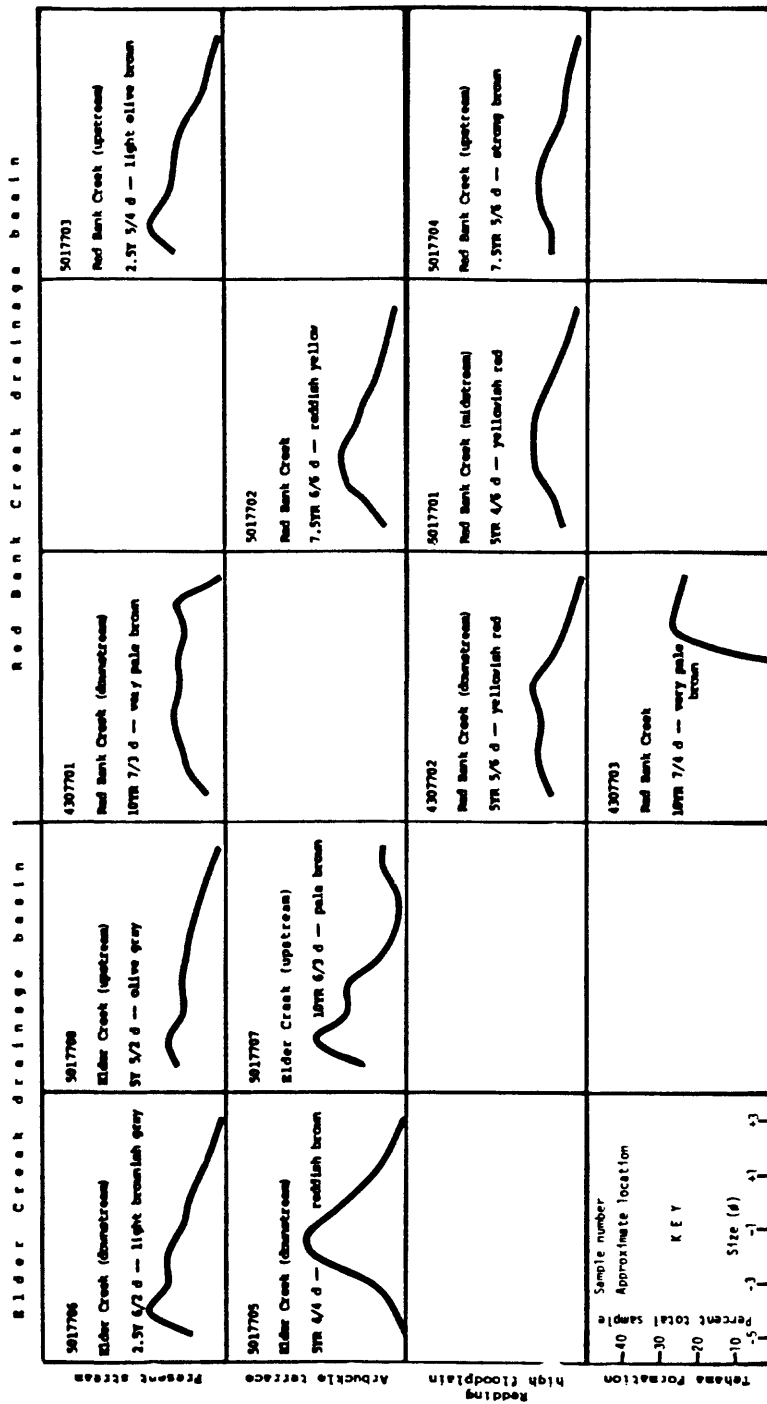 Elder Creek drainage basin
Red Bank Creek drainage basin
Present stream
5017706
Elder Creek (downstream)
2.5Y 6/2 d — light brownish gray
5017708
Elder Creek (upstream)
5Y 5/2 d — olive gray
4307701
Red Bank Creek (downstream)
10YR 7/3 d — very pale brown
5017703
Red Bank Creek (upstream)
2.5Y 5/4 d — light olive brown
Arbuckle terrace
5017705
Elder Creek (downstream)
5YR 4/4 d — reddish brown
5017707
Elder Creek (upstream)
10YR 6/3 d — pale brown
5017702
Red Bank Creek
7.5YR 6/6 d — reddish yellow
Redding
high floodplain
4307702
Red Bank Creek (downstream)
5YR 5/6 d — yellowish red
5017701
Red Bank Creek (midstream)
5YR 4/6 d — yellowish red
5017704
Red Bank Creek (upstream)
7.5YR 5/6 d — strong brown
Tehama Formation
Percent total sample
40
30
20
10
Sample number
Approximate location
KEY
Size (ø)
-5
-3
-1
+1
+3
4307703
Red Bank Creek
10YR 7/4 d — very pale
brown